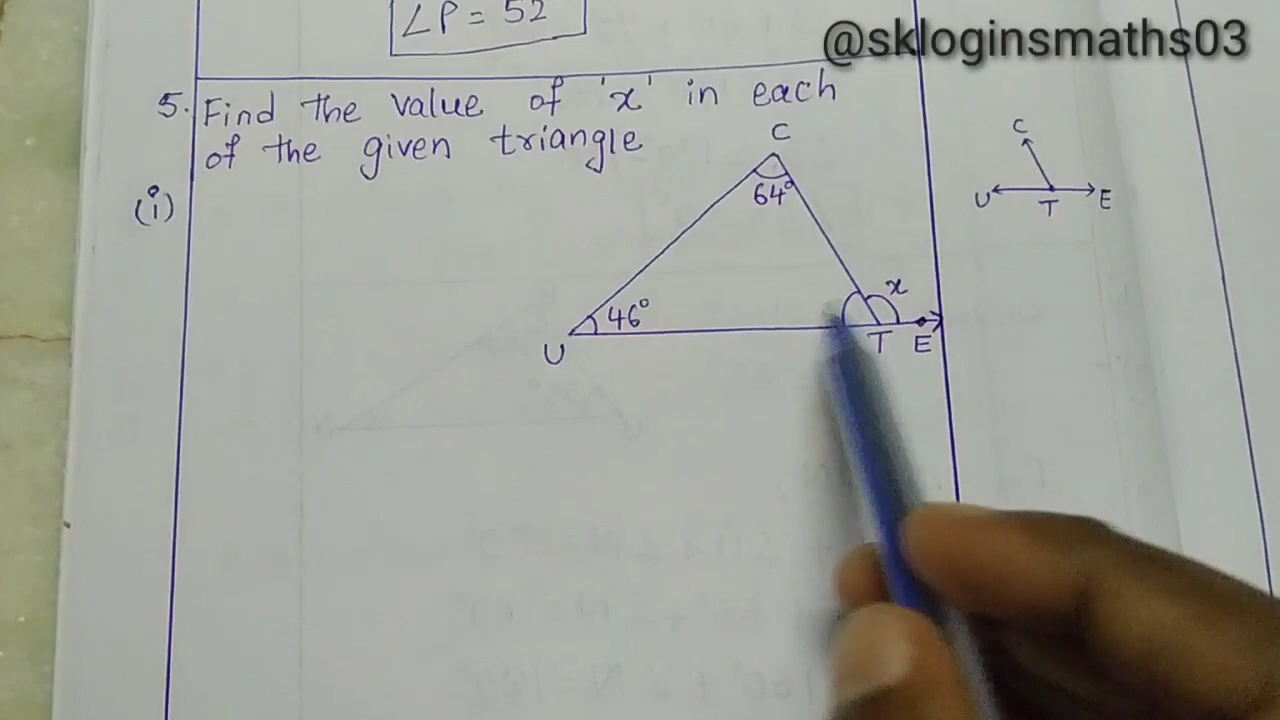 ∠P = 52
@skloginsmaths03
5. Find the value of 'x' in each
of the given triangle
(i)
C
64°
46°
x
U
T
E
C
U
T
E